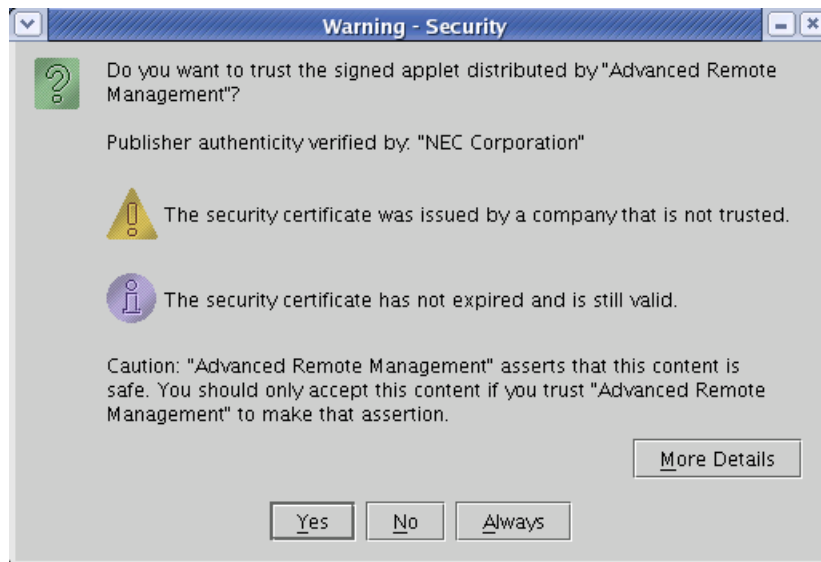 Warning - Security
Do you want to trust the signed applet distributed by "Advanced Remote
Management"?
Publisher authenticity verified by: "NEC Corporation"
The security certificate was issued by a company that is not trusted.
The security certificate has not expired and is still valid.
Caution: "Advanced Remote Management" asserts that this content is
safe. You should only accept this content if you trust "Advanced Remote
Management" to make that assertion.
More Details
Yes No Always